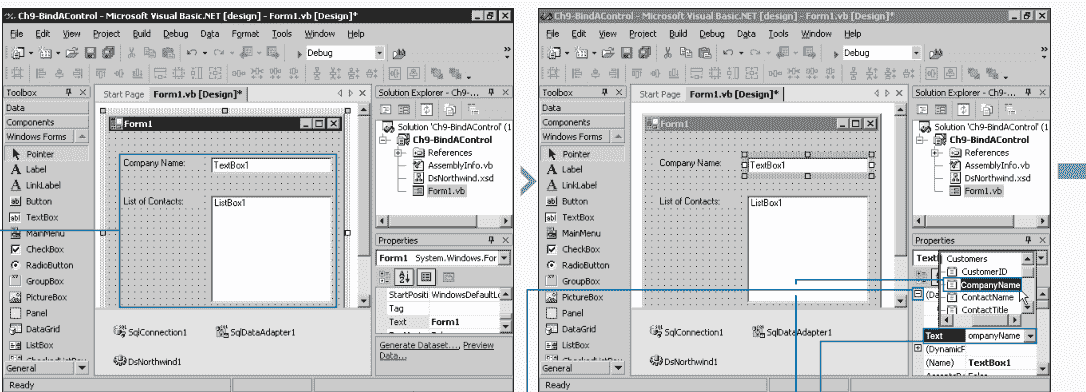 Ch9-BindAControl - Microsoft Visual Basic.NET [design] - Form1.vb [Design]*
File Edit View Project Build Debug Data Format Tools Window Help
Debug
Toolbox
Data
Components
Windows Forms
Pointer
Label
LinkLabel
Button
TextBox
MainMenu
CheckBox
RadioButton
GroupBox
PictureBox
Panel
DataGrid
ListBox
CheckedListBox
General
Ready
Start Page Form1.vb [Design]*
Form1
Company Name: TextBox1
List of Contacts: ListBox1
SqlConnection1 SqlDataAdapter1
DsNorthwind1
Solution Explorer - Ch9-...
Solution 'Ch9-BindAControl' (1
Ch9-BindAControl
References
AssemblyInfo.vb
DsNorthwind.xsd
Form1.vb
Properties
Form1 System.Windows.For
StartPositi WindowsDefaultLo
Tag
Text Form1
Generate Dataset..., Preview
Data...
Ch9-BindAControl - Microsoft Visual Basic.NET [design] - Form1.vb [Design]*
File Edit View Project Build Debug Data Tools Window Help
Debug
Toolbox
Data
Components
Windows Forms
Pointer
Label
LinkLabel
Button
TextBox
MainMenu
CheckBox
RadioButton
GroupBox
PictureBox
Panel
DataGrid
ListBox
CheckedListBox
General
Ready
Start Page Form1.vb [Design]*
Form1
Company Name: TextBox1
List of Contacts: ListBox1
SqlConnection1 SqlDataAdapter1
DsNorthwind1
Solution Explorer - Ch9-...
Solution 'Ch9-BindAControl' (1
Ch9-BindAControl
References
AssemblyInfo.vb
DsNorthwind.xsd
Form1.vb
Properties
TextB
Customers
CustomerID
CompanyName
(Da
ContactName
ContactTitle
Text ompanyName
(DynamicF
(Name) TextBox1